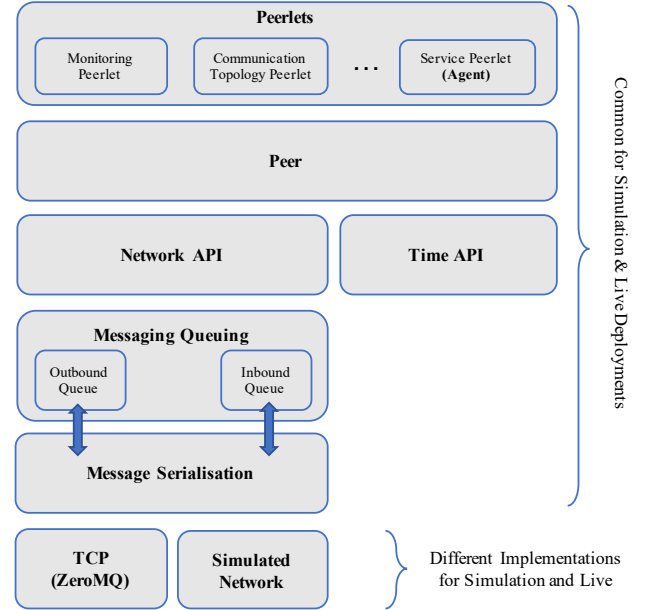 Peerlets
Monitoring
Peerlet
Communication
Topology Peerlet
...
Service Peerlet
(Agent)
Peer
Network API
Time API
Messaging Queuing
Outbound
Queue
Inbound
Queue
Message Serialisation
TCP
(ZeroMQ)
Simulated
Network
Common for Simulation & Live Deployments
Different Implementations
for Simulation and Live